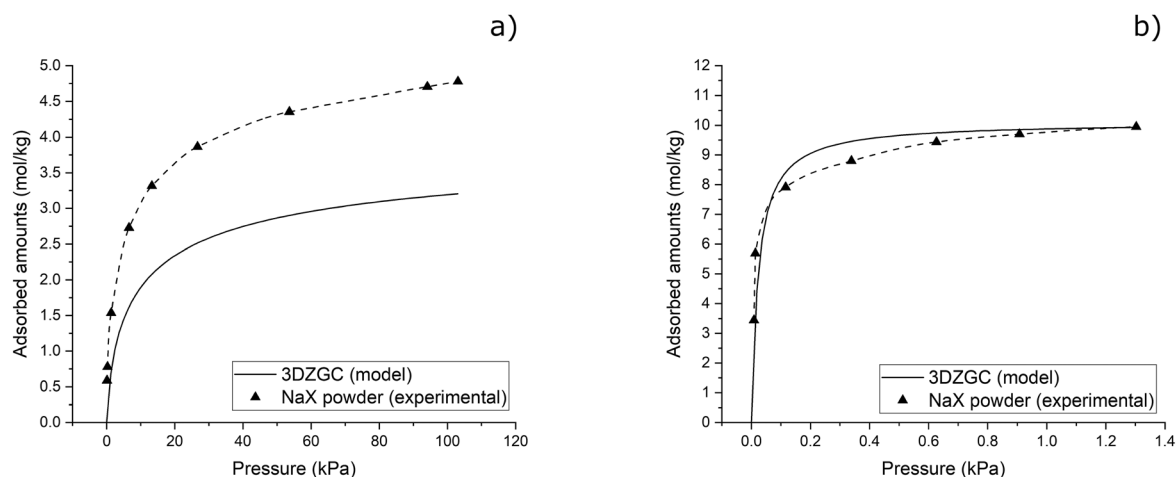 a)
5.0
4.5
4.0
3.5
3.0
2.5
2.0
1.5
1.0
0.5
0.0
Adsorbed amounts (mol/kg)
3DZGC (model)
NaX powder (experimental)
0 20 40 60 80 100 120
Pressure (kPa)
b)
12
11
10
9
8
7
6
5
4
3
2
1
0
Adsorbed amounts (mol/kg)
3DZGC (model)
NaX powder (experimental)
0.0 0.2 0.4 0.6 0.8 1.0 1.2 1.4
Pressure (kPa)